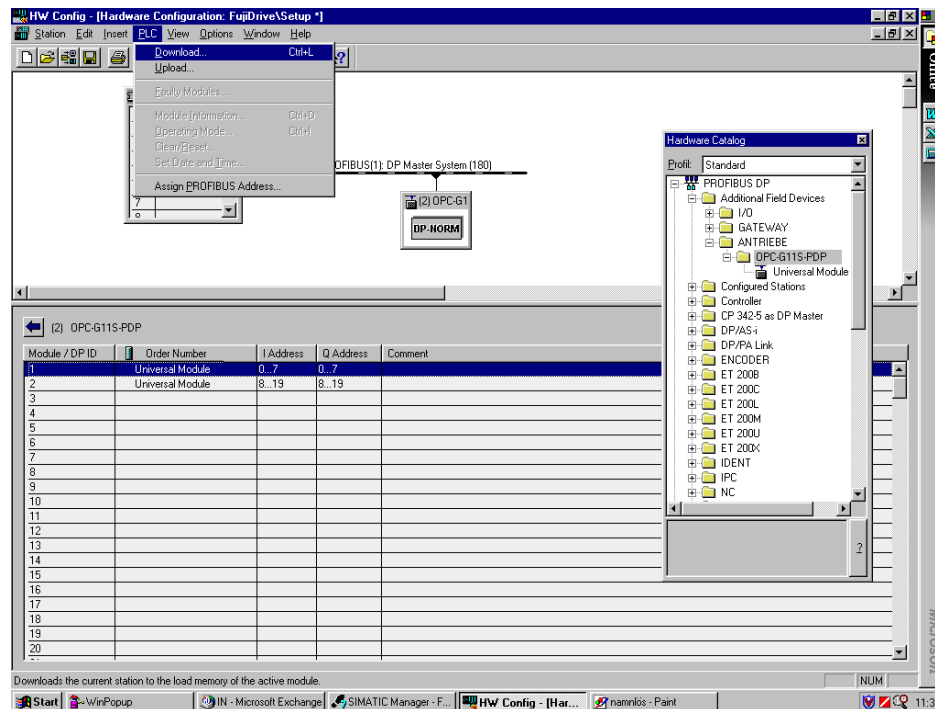 HW Config - [Hardware Configuration: FujiDrive\Setup *]
Station Edit Insert PLC View Options Window Help
Download... Ctrl+L
Upload...
Faulty Modules...
Module Information... Ctrl+D
Operating Mode... Ctrl+I
Clear/Reset...
Set Date and Time...
Assign PROFIBUS Address...
7
OFIBUS(1): DP Master System (180)
(2) OPC-G1
DP-NORM
Hardware Catalog
Profil: Standard
PROFIBUS DP
Additional Field Devices
I/O
GATEWAY
ANTRIEBE
OPC-G11S-PDP
Universal Module
Configured Stations
Controller
CP 342-5 as DP Master
DP/AS-i
DP/PA Link
ENCODER
ET 200B
ET 200C
ET 200L
ET 200M
ET 200U
ET 200X
IDENT
IPC
NC
?
(2) OPC-G11S-PDP
Module / DP ID Order Number I Address Q Address Comment
1 Universal Module 0...7 0...7
2 Universal Module 8...19 8...19
3
4
5
6
7
8
9
10
11
12
13
14
15
16
17
18
19
20
Downloads the current station to the load memory of the active module. NUM
Start WinPopup IN - Microsoft Exchange SIMATIC Manager - F... HW Config - [Har... namnlös - Paint 11:3
Office
Microsoft